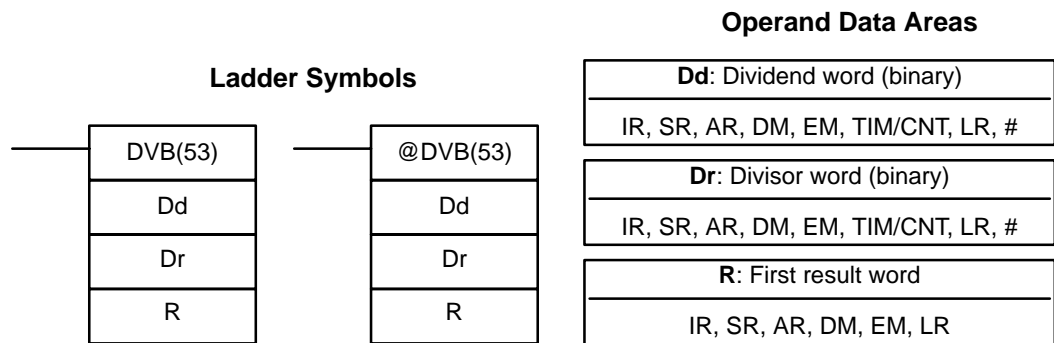 Ladder Symbols
DVB(53)
Dd
Dr
R
@DVB(53)
Dd
Dr
R
Operand Data Areas
Dd: Dividend word (binary)
IR, SR, AR, DM, EM, TIM/CNT, LR, #
Dr: Divisor word (binary)
IR, SR, AR, DM, EM, TIM/CNT, LR, #
R: First result word
IR, SR, AR, DM, EM, LR